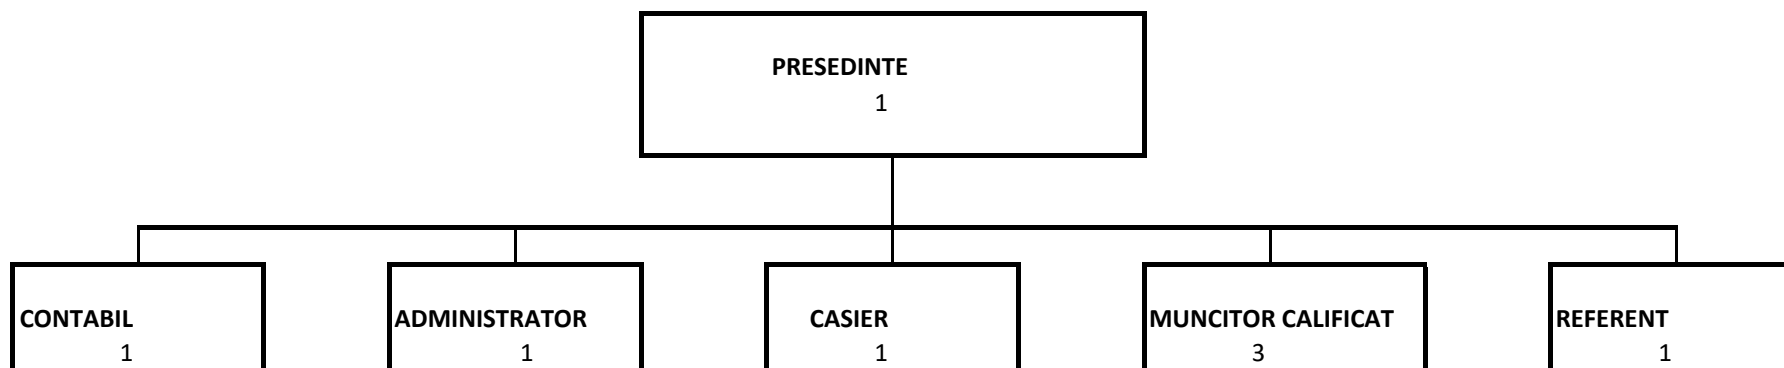 PRESEDINTE
1
CONTABIL
1
ADMINISTRATOR
1
CASIER
1
MUNCITOR CALIFICAT
3
REFERENT
1